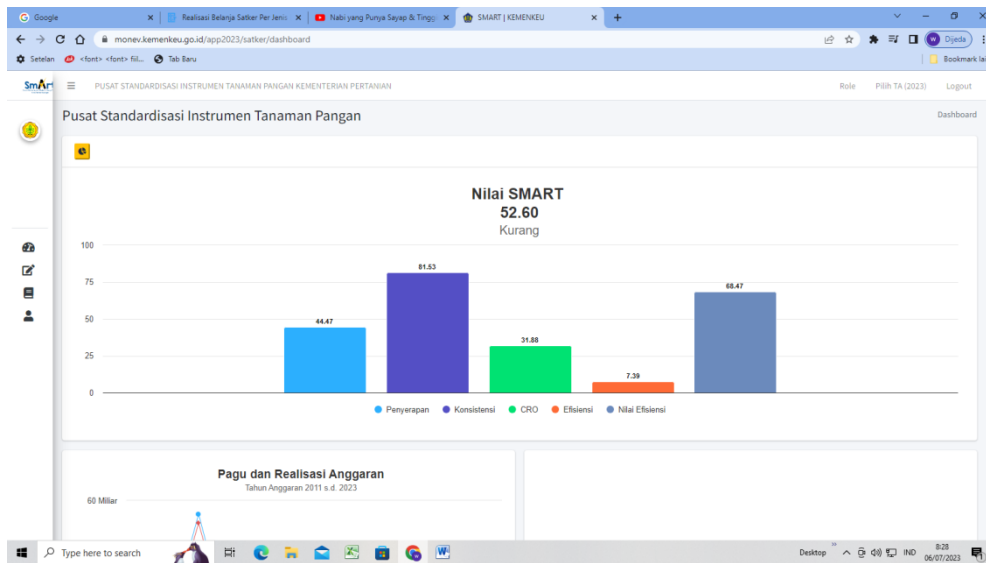 Google
Realisasi Belanja Satker Per Jenis
Nabi yang Punya Sayap & Tinggi
SMART | KEMENKEU
monev.kemenkeu.go.id/app2023/satker/dashboard
W Dijeda
Setelan
<font> <font> fil...
Tab Baru
Bookmark lai
SmArt
PUSAT STANDARDISASI INSTRUMEN TANAMAN PANGAN KEMENTERIAN PERTANIAN
Role
Pilih TA (2023)
Logout
Pusat Standardisasi Instrumen Tanaman Pangan
Dashboard
Nilai SMART
52.60
Kurang
100
75
50
25
0
44.47
81.53
31.88
7.39
68.47
Penyerapan
Konsistensi
CRO
Efisiensi
Nilai Efisiensi
Pagu dan Realisasi Anggaran
Tahun Anggaran 2011 s.d. 2023
60 Miliar
Type here to search
Desktop
IND
8:28
06/07/2023